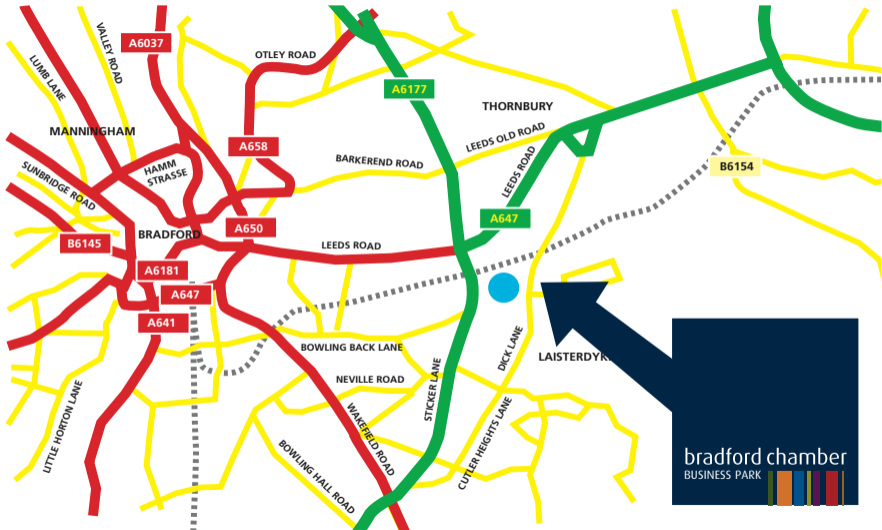 A6037
VALLEY ROAD
LUMB LANE
OTLEY ROAD
A6177
THORNBURY
MANNINGHAM
LEEDS OLD ROAD
A658
BARKEREND ROAD
HAMM
STRASSE
SUNBRIDGE ROAD
LEEDS ROAD
B6154
A647
A650
BRADFORD
B6145
LEEDS ROAD
A6181
A647
A641
BOWLING BACK LANE
DICK LANE
LAISTERDYK
NEVILLE ROAD
STICKER LANE
LITTLE HORTON LANE
WAKEFIELD ROAD
CUTLER HEIGHTS LANE
BOWLING HALL ROAD
bradford chamber
BUSINESS PARK